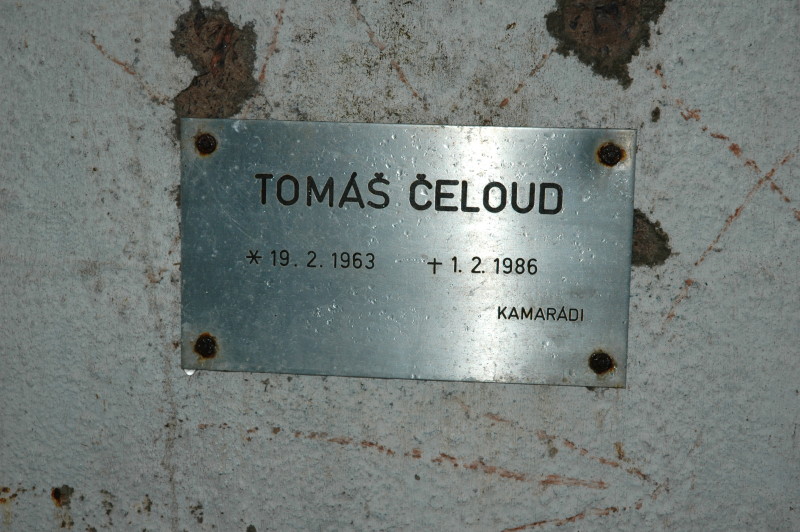 TOMÁŠ ČELOUD
* 19. 2. 1963 † 1. 2. 1986
KAMARÁDI